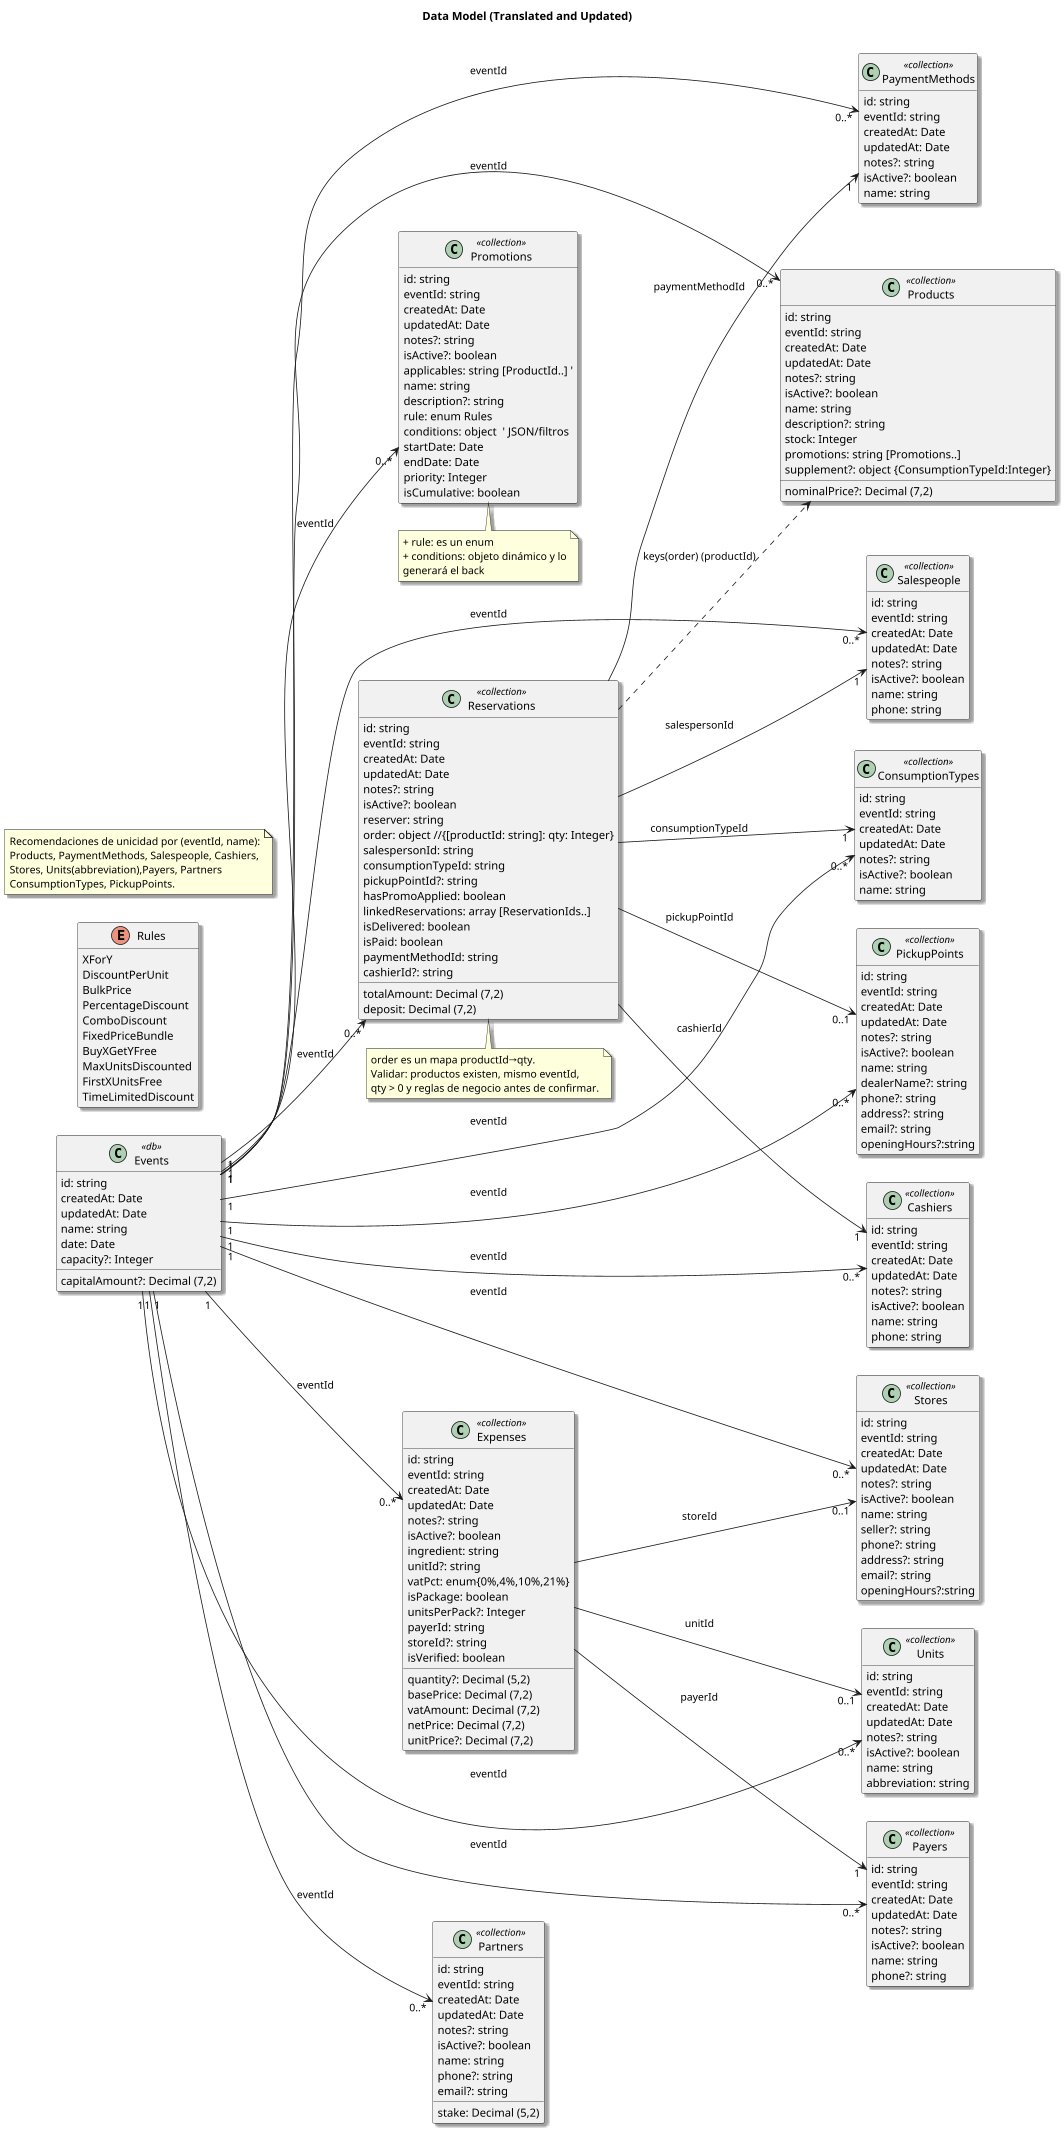 Data Model (Translated and Updated)
eventId
0..*
C
«collection»
PaymentMethods
id: string
eventId: string
createdAt: Date
updatedAt: Date
notes?: string
isActive?: boolean
name: string
1
eventId
0..*
paymentMethodId
C
«collection»
Promotions
id: string
eventId: string
createdAt: Date
updatedAt: Date
notes?: string
isActive?: boolean
applicables: string [ProductId..] '
name: string
description?: string
rule: enum Rules
conditions: object  ' JSON/filtros
startDate: Date
endDate: Date
priority: Integer
isCumulative: boolean
0..*
eventId
+ rule: es un enum
+ conditions: objeto dinámico y lo
generará el back
C
«collection»
Products
id: string
eventId: string
createdAt: Date
updatedAt: Date
notes?: string
isActive?: boolean
name: string
description?: string
stock: Integer
promotions: string [Promotions..]
supplement?: object {ConsumptionTypeId:Integer}
nominalPrice?: Decimal (7,2)
keys(order) (productId)
eventId
0..*
C
«collection»
Salespeople
id: string
eventId: string
createdAt: Date
updatedAt: Date
notes?: string
isActive?: boolean
name: string
phone: string
1
salespersonId
C
«collection»
Reservations
id: string
eventId: string
createdAt: Date
updatedAt: Date
notes?: string
isActive?: boolean
reserver: string
order: object //{[productId: string]: qty: Integer}
salespersonId: string
consumptionTypeId: string
pickupPointId?: string
hasPromoApplied: boolean
linkedReservations: array [ReservationIds..]
isDelivered: boolean
isPaid: boolean
paymentMethodId: string
cashierId?: string
totalAmount: Decimal (7,2)
deposit: Decimal (7,2)
0..*
eventId
order es un mapa productId→qty.
Validar: productos existen, mismo eventId,
qty > 0 y reglas de negocio antes de confirmar.
consumptionTypeId
1
0..*
C
«collection»
ConsumptionTypes
id: string
eventId: string
createdAt: Date
updatedAt: Date
notes?: string
isActive?: boolean
name: string
pickupPointId
0..1
C
«collection»
PickupPoints
id: string
eventId: string
createdAt: Date
updatedAt: Date
notes?: string
isActive?: boolean
name: string
dealerName?: string
phone?: string
address?: string
email?: string
openingHours?:string
0..*
cashierId
Recomendaciones de unicidad por (eventId, name):
Products, PaymentMethods, Salespeople, Cashiers,
Stores, Units(abbreviation),Payers, Partners
ConsumptionTypes, PickupPoints.
E
Rules
XForY
DiscountPerUnit
BulkPrice
PercentageDiscount
ComboDiscount
FixedPriceBundle
BuyXGetYFree
MaxUnitsDiscounted
FirstXUnitsFree
TimeLimitedDiscount
C
«db»
Events
id: string
createdAt: Date
updatedAt: Date
name: string
date: Date
capacity?: Integer
capitalAmount?: Decimal (7,2)
1
1
1
1
1
1
1
1
1
eventId
eventId
eventId
eventId
1
0..*
C
«collection»
Cashiers
id: string
eventId: string
createdAt: Date
updatedAt: Date
notes?: string
isActive?: boolean
name: string
phone: string
eventId
0..*
C
«collection»
Expenses
id: string
eventId: string
createdAt: Date
updatedAt: Date
notes?: string
isActive?: boolean
ingredient: string
unitId?: string
vatPct: enum{0%,4%,10%,21%}
isPackage: boolean
unitsPerPack?: Integer
payerId: string
storeId?: string
isVerified: boolean
quantity?: Decimal (5,2)
basePrice: Decimal (7,2)
vatAmount: Decimal (7,2)
netPrice: Decimal (7,2)
unitPrice?: Decimal (7,2)
0..*
storeId
0..1
C
«collection»
Stores
id: string
eventId: string
createdAt: Date
updatedAt: Date
notes?: string
isActive?: boolean
name: string
seller?: string
phone?: string
address?: string
email?: string
openingHours?:string
unitId
0..1
0..*
C
«collection»
Units
id: string
eventId: string
createdAt: Date
updatedAt: Date
notes?: string
isActive?: boolean
name: string
abbreviation: string
payerId
eventId
eventId
1
0..*
C
«collection»
Payers
id: string
eventId: string
createdAt: Date
updatedAt: Date
notes?: string
isActive?: boolean
name: string
phone?: string
eventId
0..*
C
«collection»
Partners
id: string
eventId: string
createdAt: Date
updatedAt: Date
notes?: string
isActive?: boolean
name: string
phone?: string
email?: string
stake: Decimal (5,2)